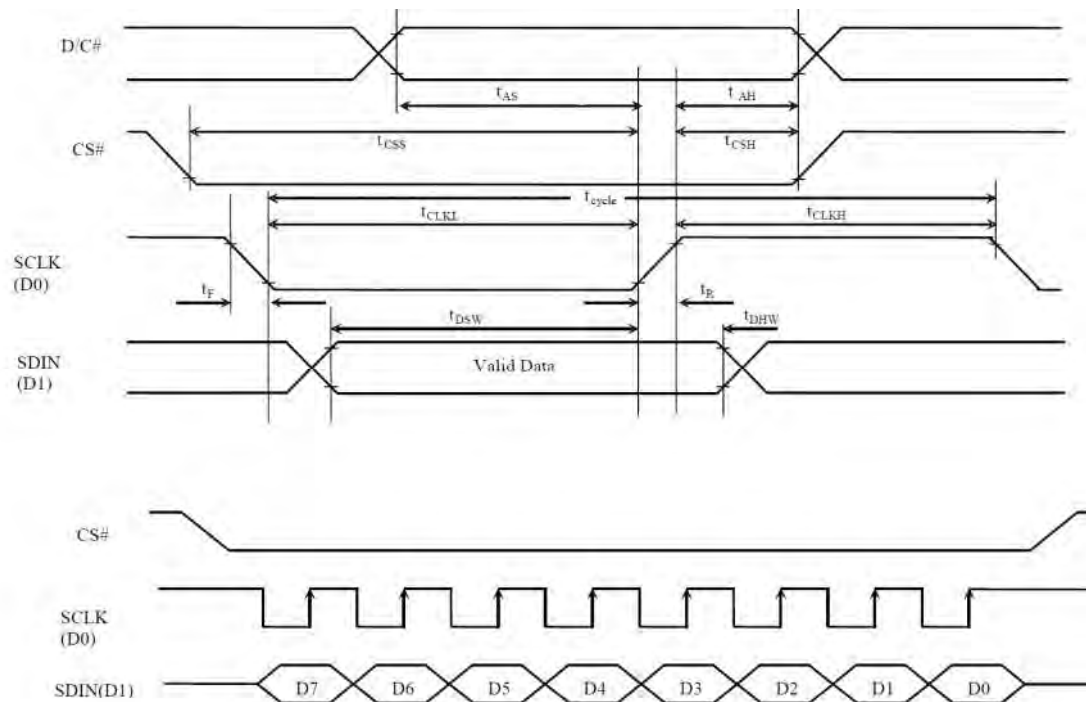 D/C#
tAS
tAH
CS#
tCSS
tCSH
tcycle
tCLKL
tCLKH
SCLK
(D0)
tF
tR
tDSW
tDHW
SDIN
(D1)
Valid Data
CS#
SCLK
(D0)
SDIN(D1)
D7 D6 D5 D4 D3 D2 D1 D0